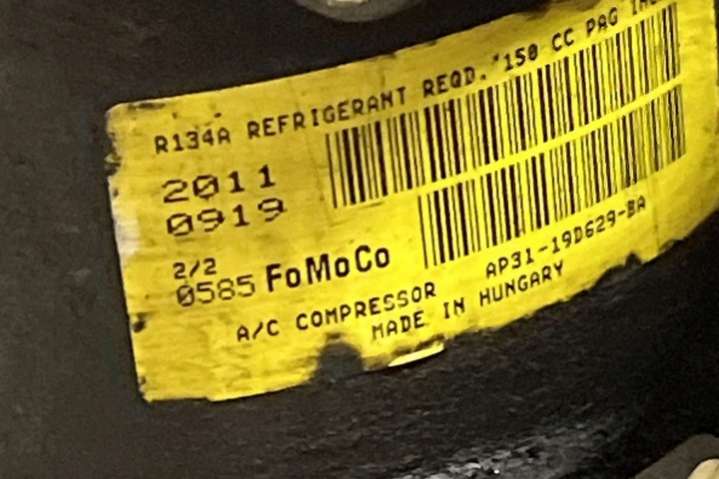 R134A REFRIGERANT REQD. "150 CC PAG
2011
0919
2/2
0585 FoMoCo
AP31-19D629-BA
A/C COMPRESSOR
MADE IN HUNGARY